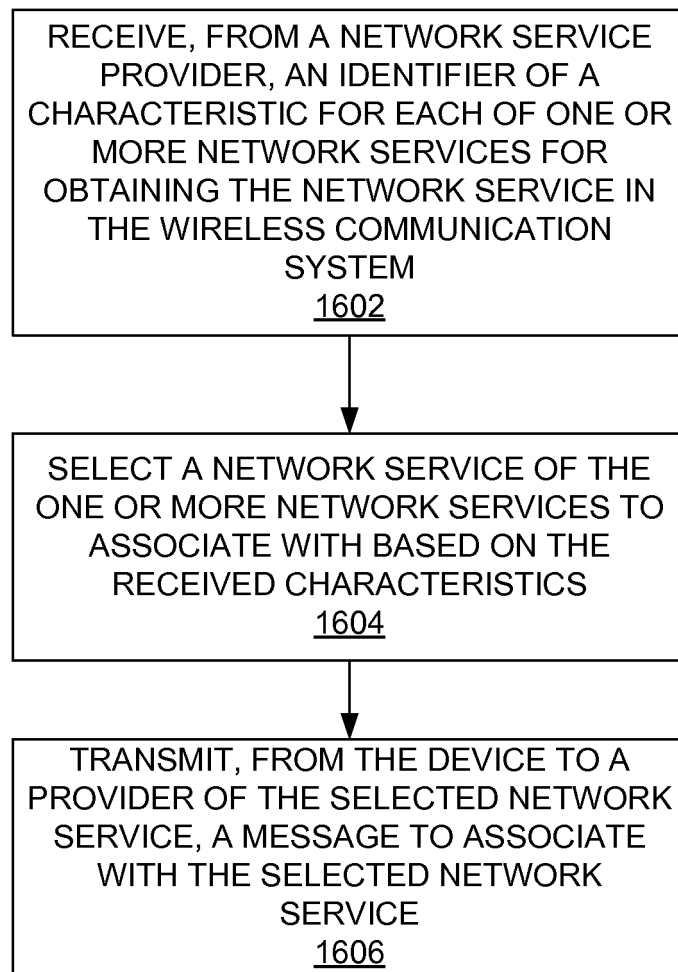 RECEIVE, FROM A NETWORK SERVICE
PROVIDER, AN IDENTIFIER OF A
CHARACTERISTIC FOR EACH OF ONE OR
MORE NETWORK SERVICES FOR
OBTAINING THE NETWORK SERVICE IN
THE WIRELESS COMMUNICATION
SYSTEM
1602
SELECT A NETWORK SERVICE OF THE
ONE OR MORE NETWORK SERVICES TO
ASSOCIATE WITH BASED ON THE
RECEIVED CHARACTERISTICS
1604
TRANSMIT, FROM THE DEVICE TO A
PROVIDER OF THE SELECTED NETWORK
SERVICE, A MESSAGE TO ASSOCIATE
WITH THE SELECTED NETWORK
SERVICE
1606